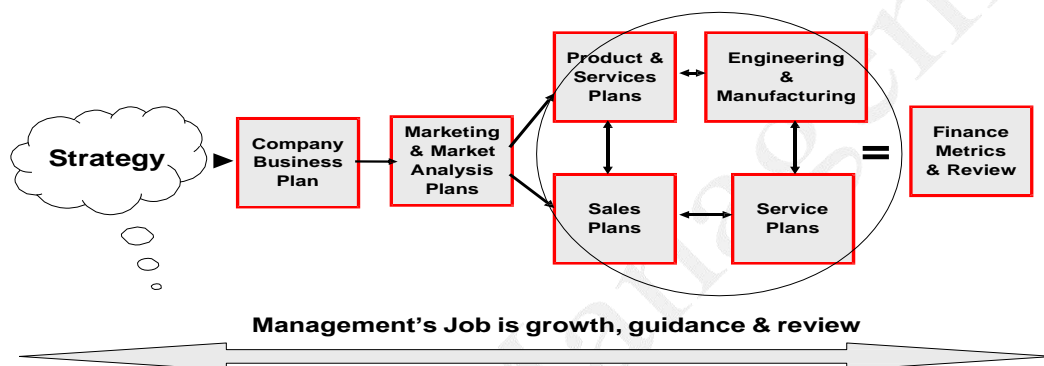 Strategy
Company
Business
Plan
Marketing
& Market
Analysis
Plans
Product &
Services
Plans
Engineering
&
Manufacturing
Sales
Plans
Service
Plans
=
Finance
Metrics
& Review
Management's Job is growth, guidance & review